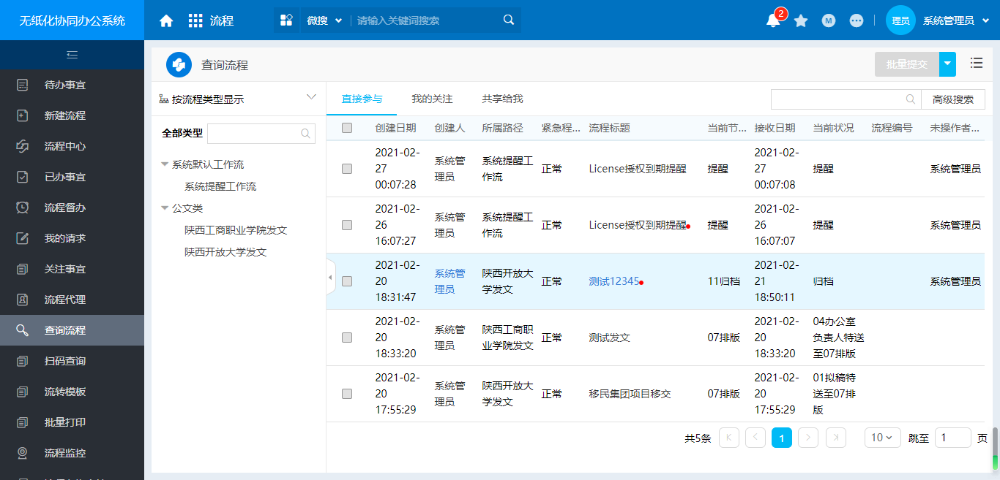 无纸化协同办公系统
流程
微搜
请输入关键词搜索
2
M
理员
系统管理员
待办事宜
新建流程
流程中心
已办事宜
流程督办
我的请求
关注事宜
流程代理
查询流程
扫码查询
流转模板
批量打印
流程监控
查询流程
批量提交
按流程类型显示
全部类型
系统默认工作流
系统提醒工作流
公文类
陕西工商职业学院发文
陕西开放大学发文
直接参与 我的关注 共享给我
高级搜索
创建日期 创建人 所属路径 紧急程... 流程标题 当前节... 接收日期 当前状况 流程编号 未操作者...
2021-02-27 00:07:28 系统管理员 系统提醒工作流 正常 License授权到期提醒 提醒 2021-02-27 00:07:08 提醒 系统管理员
2021-02-26 16:07:27 系统管理员 系统提醒工作流 正常 License授权到期提醒 提醒 2021-02-26 16:07:07 提醒 系统管理员
2021-02-20 18:31:47 系统管理员 陕西开放大学发文 正常 测试12345 11归档 2021-02-21 18:50:11 归档 系统管理员
2021-02-20 18:33:20 系统管理员 陕西工商职业学院发文 正常 测试发文 07排版 2021-02-20 18:33:20 04办公室负责人特送至07排版
2021-02-20 17:55:29 系统管理员 陕西开放大学发文 正常 移民集团项目移交 07排版 2021-02-20 17:55:29 01拟稿特送至07排版
共5条 1 10 跳至 1 页